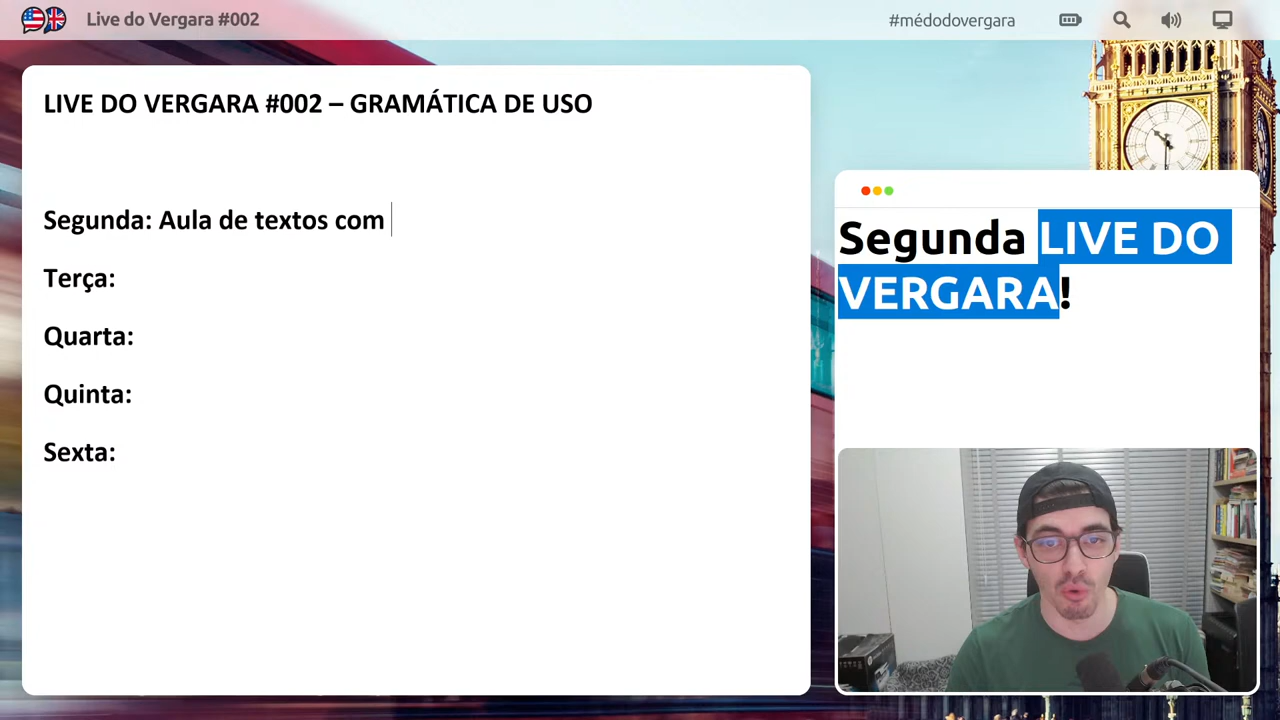 Live do Vergara #002
#médodovergara
LIVE DO VERGARA #002 – GRAMÁTICA DE USO
Segunda: Aula de textos com
Terça:
Quarta:
Quinta:
Sexta:
Segunda LIVE DO
VERGARA!